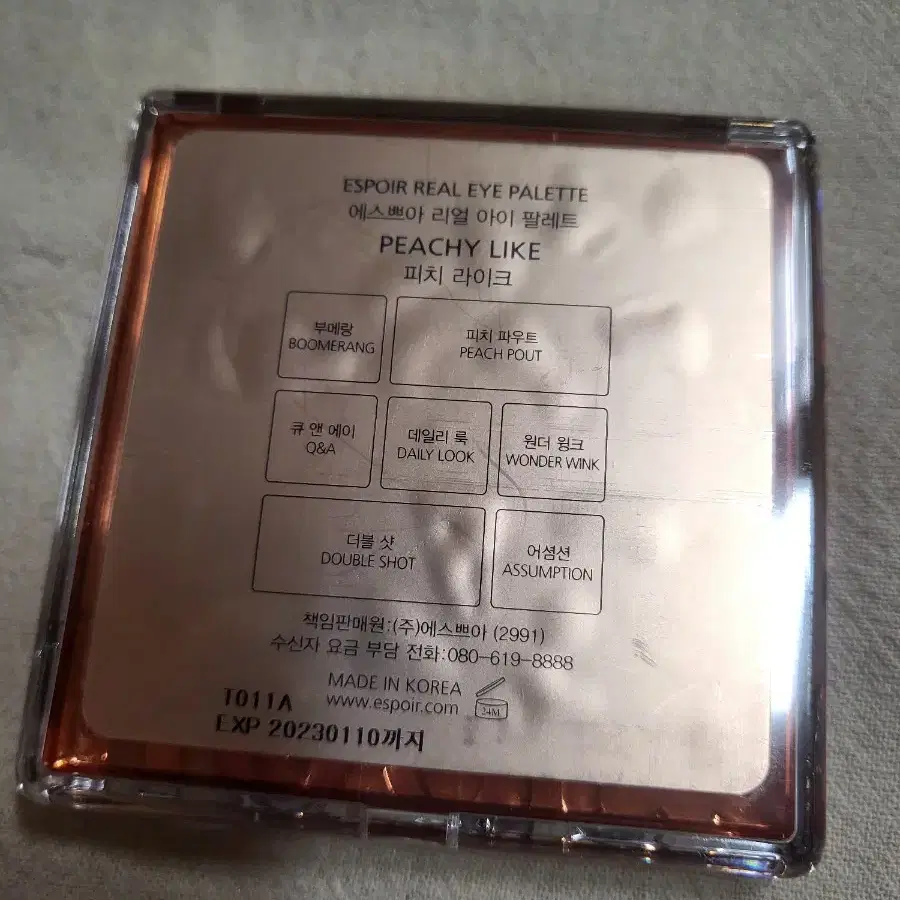 ESPOIR REAL EYE PALETTE
에스쁘아 리얼 아이 팔레트
PEACHY LIKE
피치 라이크
부메랑
BOOMERANG
피치 파우트
PEACH POUT
큐 앤 에이
Q&A
데일리 룩
DAILY LOOK
원더 윙크
WONDER WINK
더블 샷
DOUBLE SHOT
어셤션
ASSUMPTION
책임판매원:(주)에스쁘아 (2991)
수신자 요금 부담 전화:080-619-8888
MADE IN KOREA
www.espoir.com
24M
T011A
EXP 20230110까지